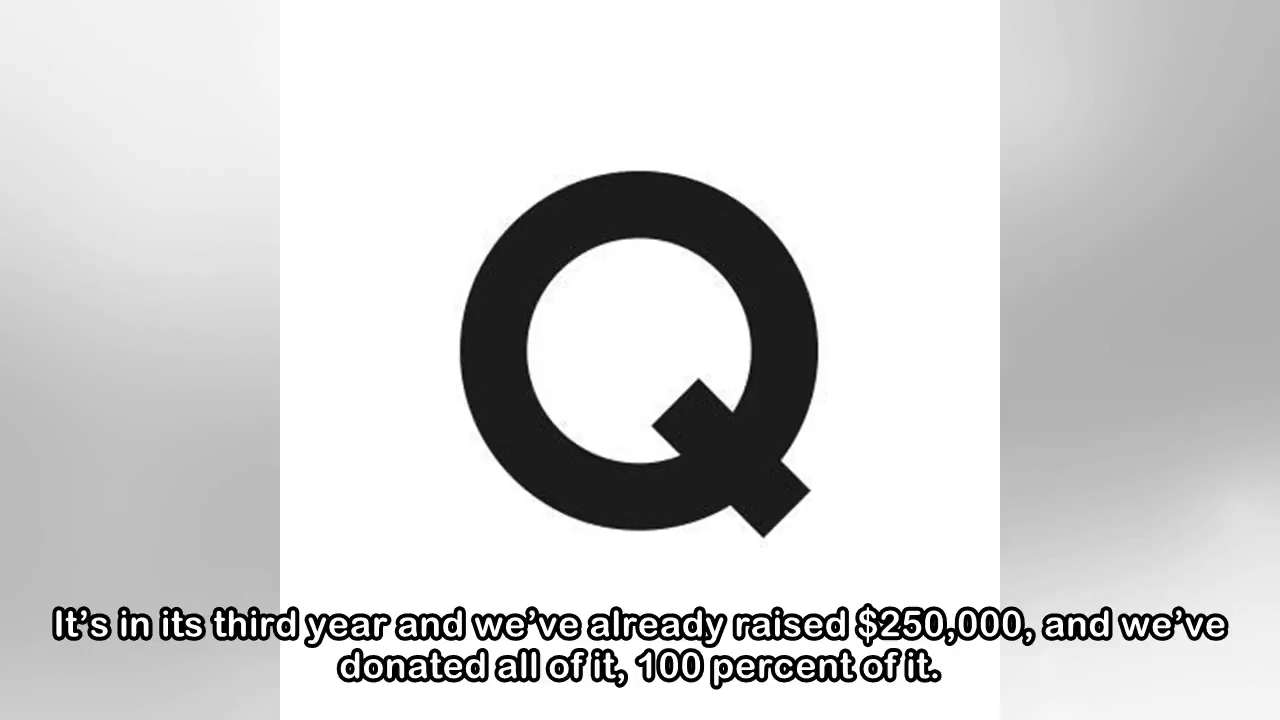 Q
It’s in its third year and we’ve already raised $250,000, and we’ve
donated all of it, 100 percent of it.